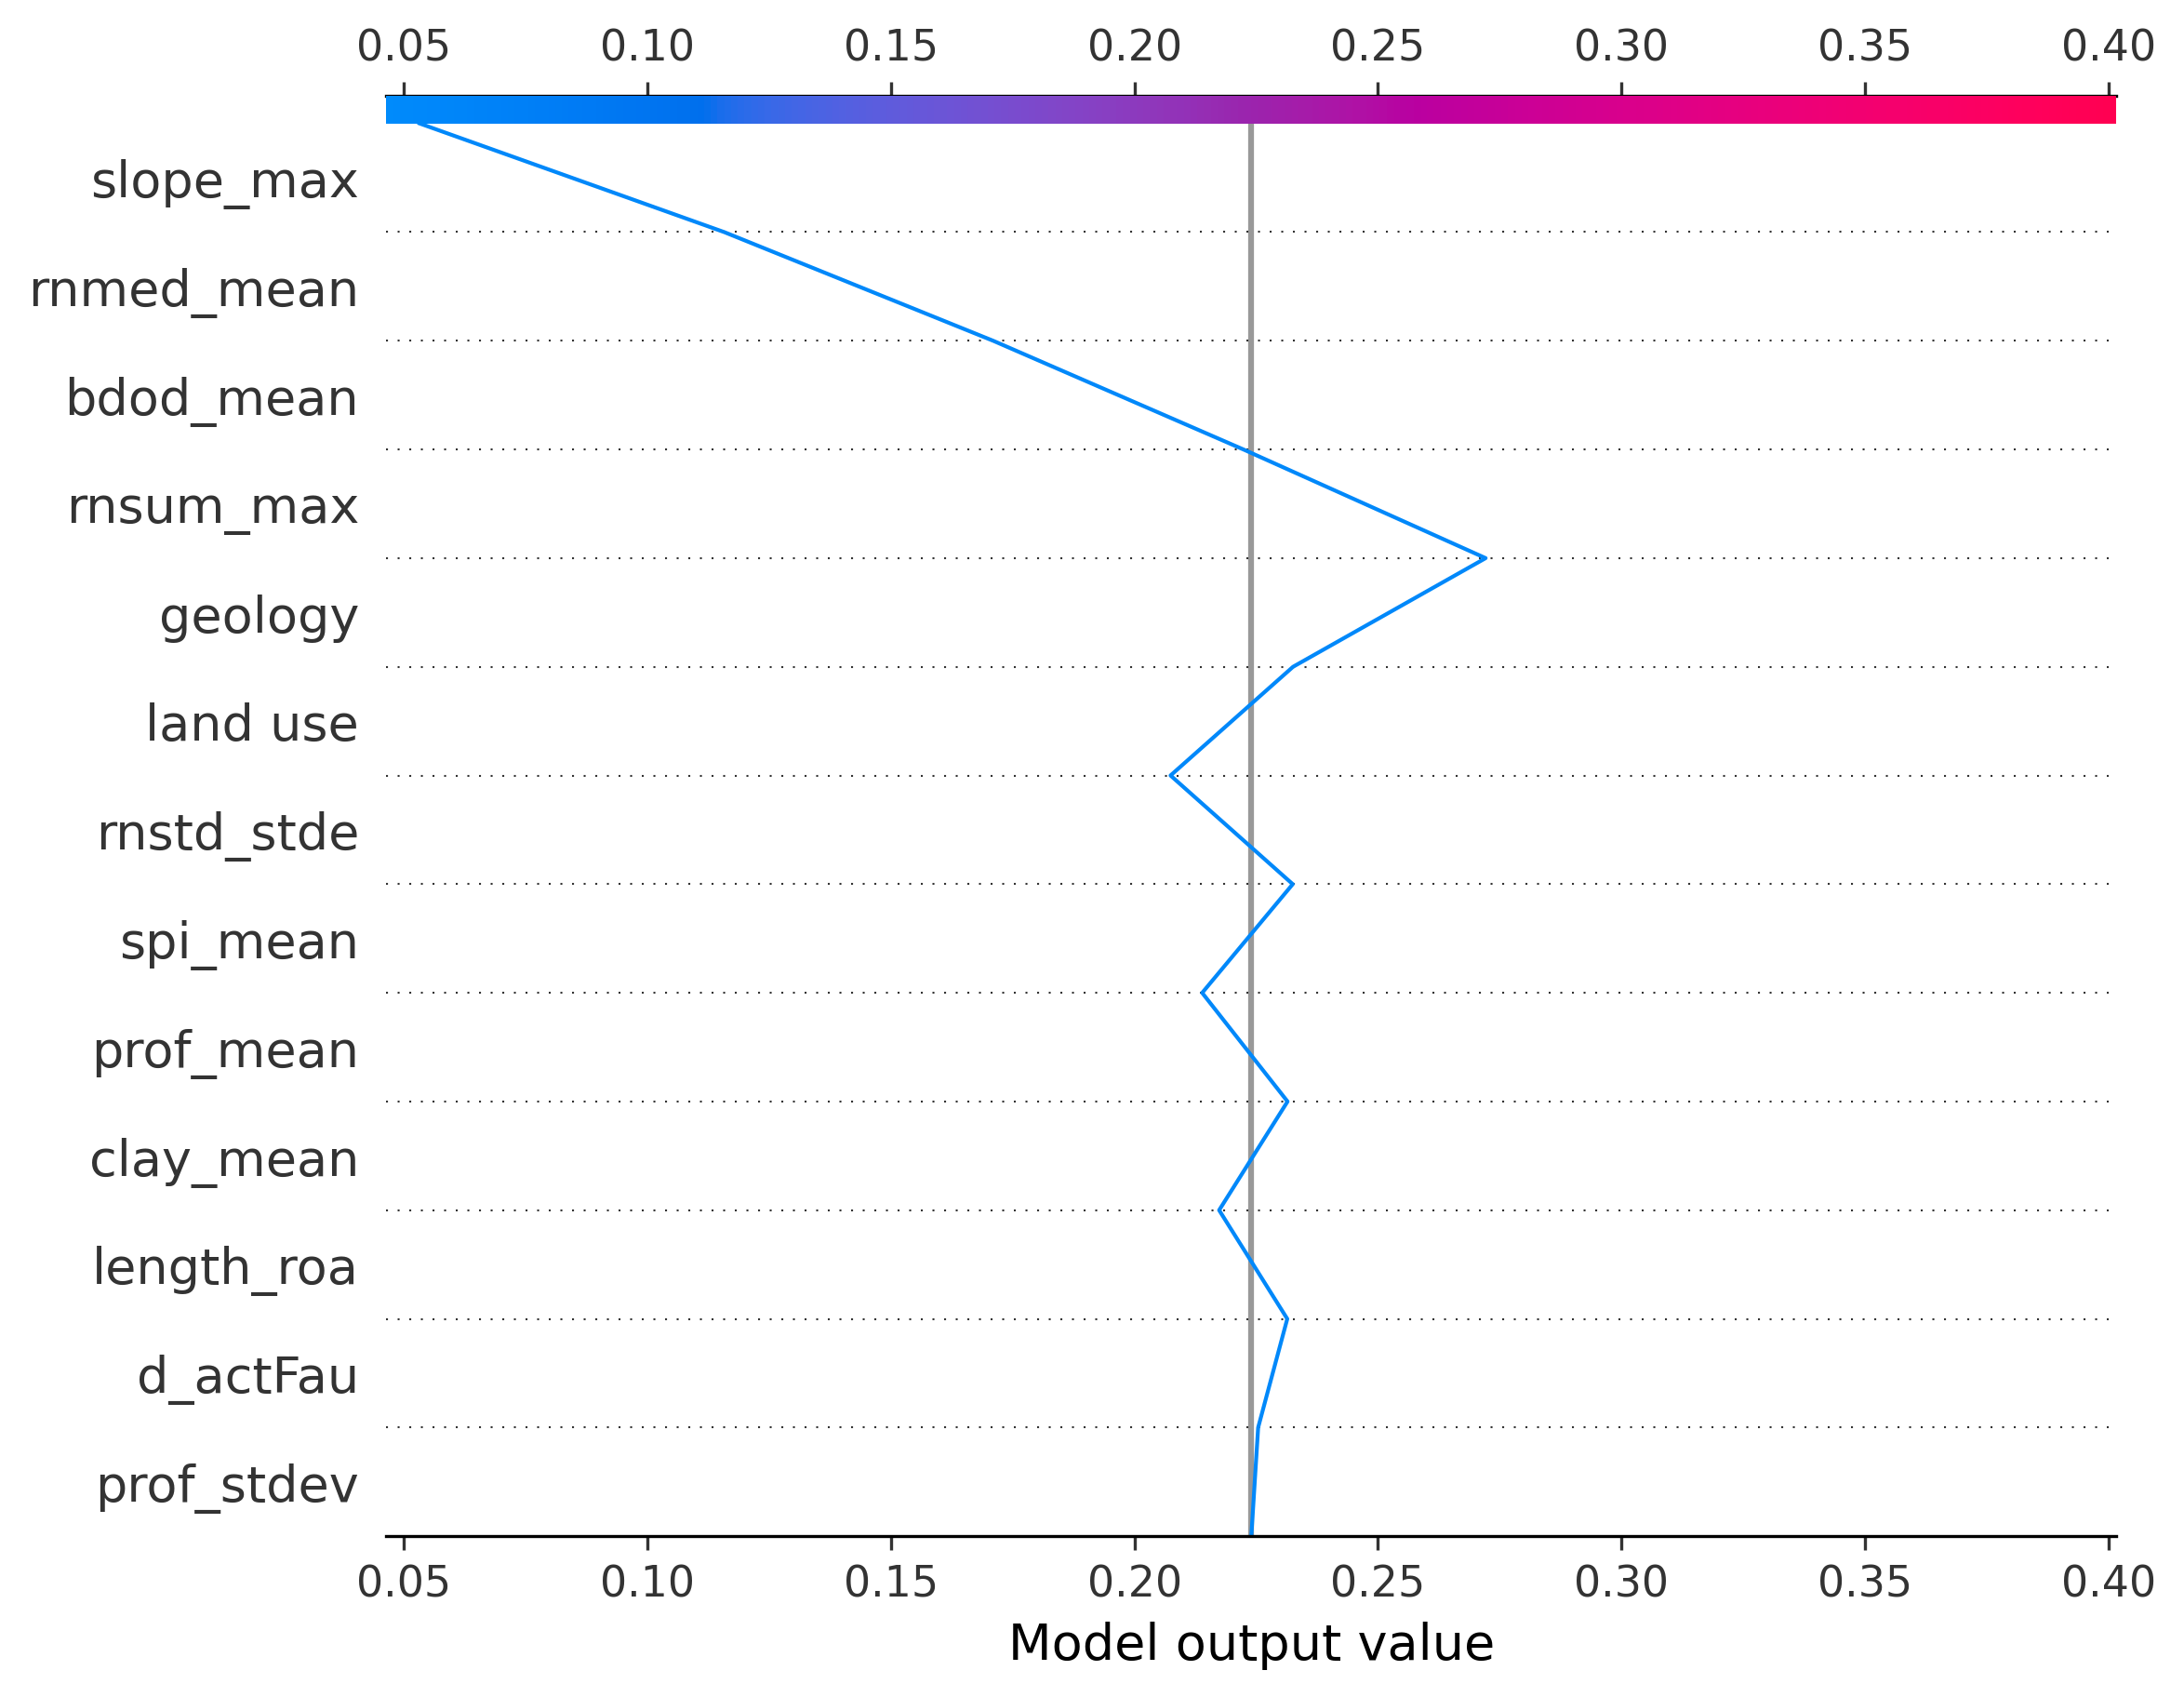 0.05 0.10 0.15 0.20 0.25 0.30 0.35 0.40
slope_max
rnmed_mean
bdod_mean
rnsum_max
geology
land use
rnstd_stde
spi_mean
prof_mean
clay_mean
length_roa
d_actFau
prof_stdev
0.05 0.10 0.15 0.20 0.25 0.30 0.35 0.40
Model output value